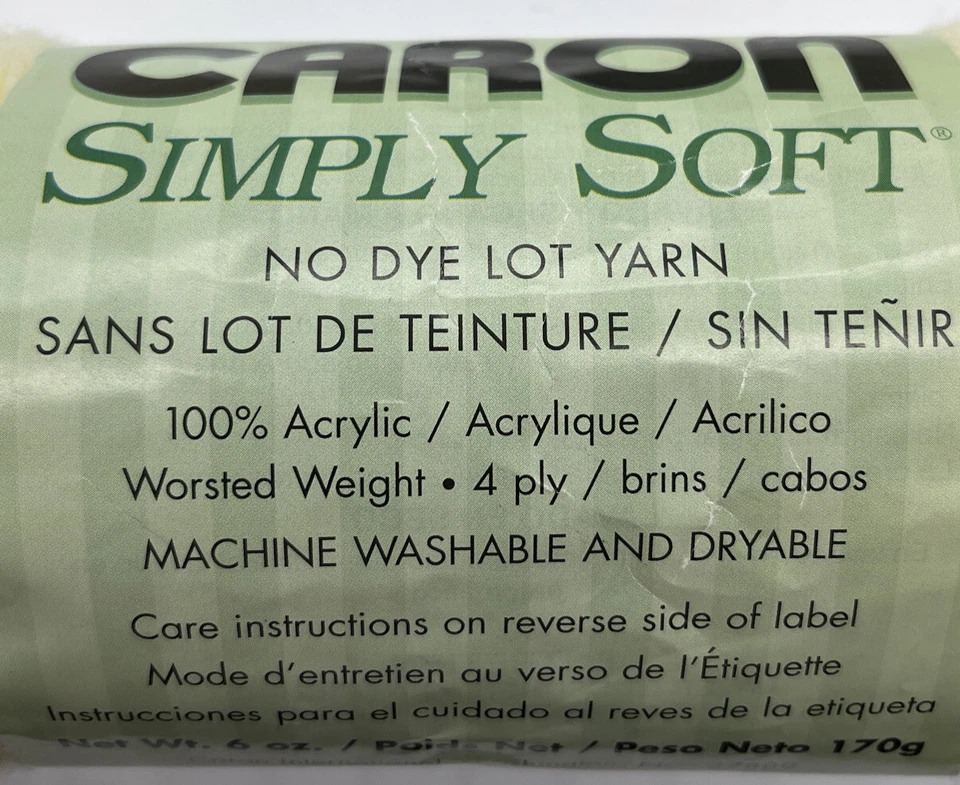 CARON
SIMPLY SOFT®
NO DYE LOT YARN
SANS LOT DE TEINTURE / SIN TEÑIR
100% Acrylic / Acrylique / Acrilico
Worsted Weight • 4 ply / brins / cabos
MACHINE WASHABLE AND DRYABLE
Care instructions on reverse side of label
Mode d'entretien au verso de l'Étiquette
Instrucciones para el cuidado al reves de la etiqueta
Net Wt. 6 oz. / Poids Net / Peso Neto 170g